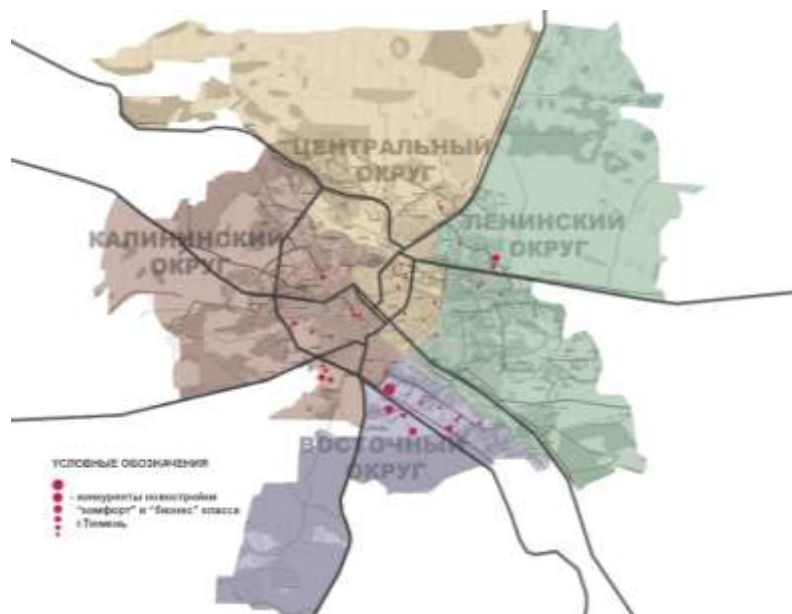 ЦЕНТРАЛЬНЫЙ
ОКРУГ
ЛЕНИНСКИЙ
ОКРУГ
КАЛИНИНСКИЙ
ОКРУГ
ВОСТОЧНЫЙ
ОКРУГ
УСЛОВНЫЕ ОБОЗНАЧЕНИЯ
- конкуренты новостройки
"комфорт" и "бизнес" класса
г.Тюмень